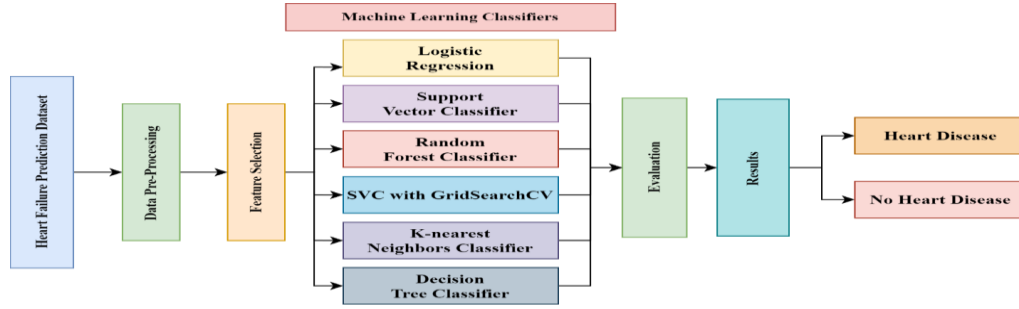 Machine Learning Classifiers
Heart Failure Prediction Dataset
Data Pre-Processing
Feature Selection
Logistic
Regression
Support
Vector Classifier
Random
Forest Classifier
SVC with GridSearchCV
K-nearest
Neighbors Classifier
Decision
Tree Classifier
Evaluation
Results
Heart Disease
No Heart Disease